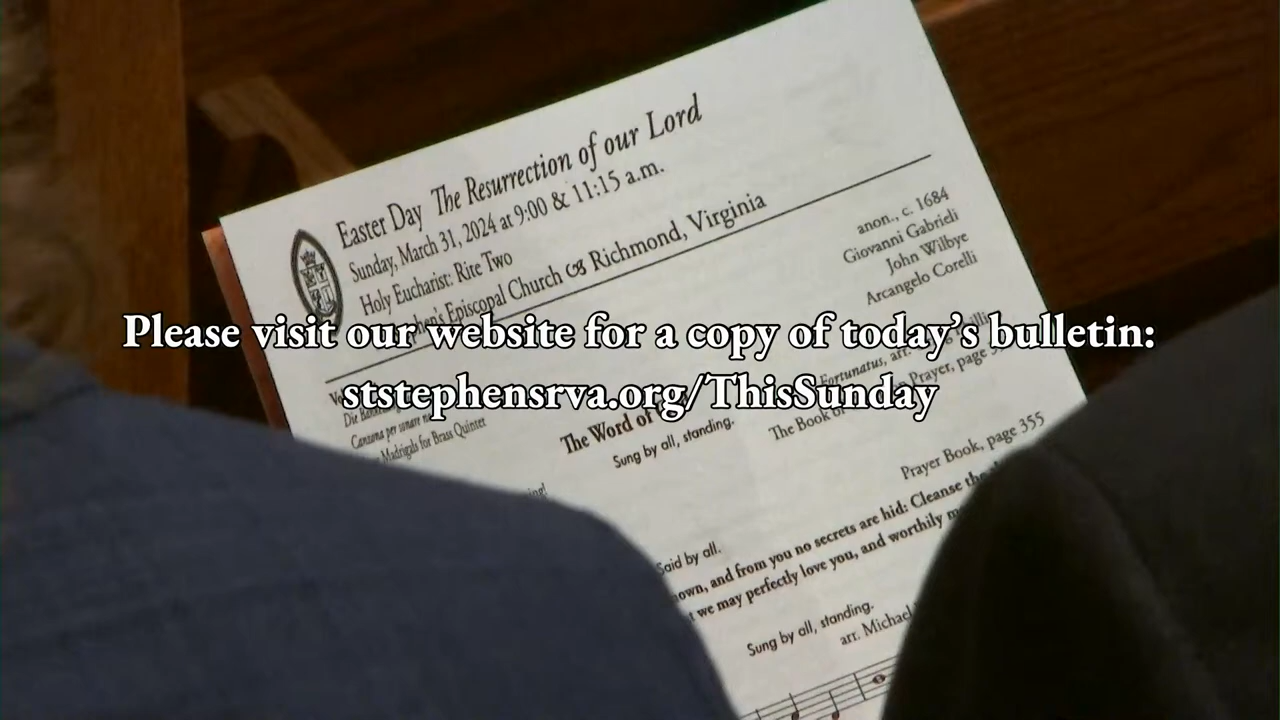 Easter Day The Resurrection of our Lord
Sunday, March 31, 2024 at 9:00 & 11:15 a.m.
Holy Eucharist: Rite Two
Episcopal Church Richmond, Virginia
anon., c. 1684
Giovanni Gabrieli
John Wilbye
Arcangelo Corelli
Please visit our website for a copy of today's bulletin:
ststephensrva.org/ThisSunday
Die
Canzona per sonare
Madrigals for Brass Quintet
Fortunatus, arr.
The Word of
Sung by all, standing.
The Book of Prayer, page
Prayer Book, page 355
Said by all.
and from you no secrets are hid: Cleanse the
we may perfectly love you, and worthily
Sung by all, standing.
arr. Michael